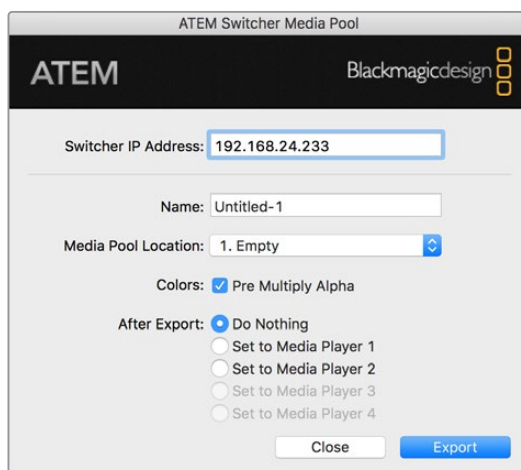 ATEM Switcher Media Pool
ATEM Blackmagicdesign
Switcher IP Address: 192.168.24.233
Name: Untitled-1
Media Pool Location: 1. Empty
Colors: Pre Multiply Alpha
After Export: Do Nothing
Set to Media Player 1
Set to Media Player 2
Set to Media Player 3
Set to Media Player 4
Close Export